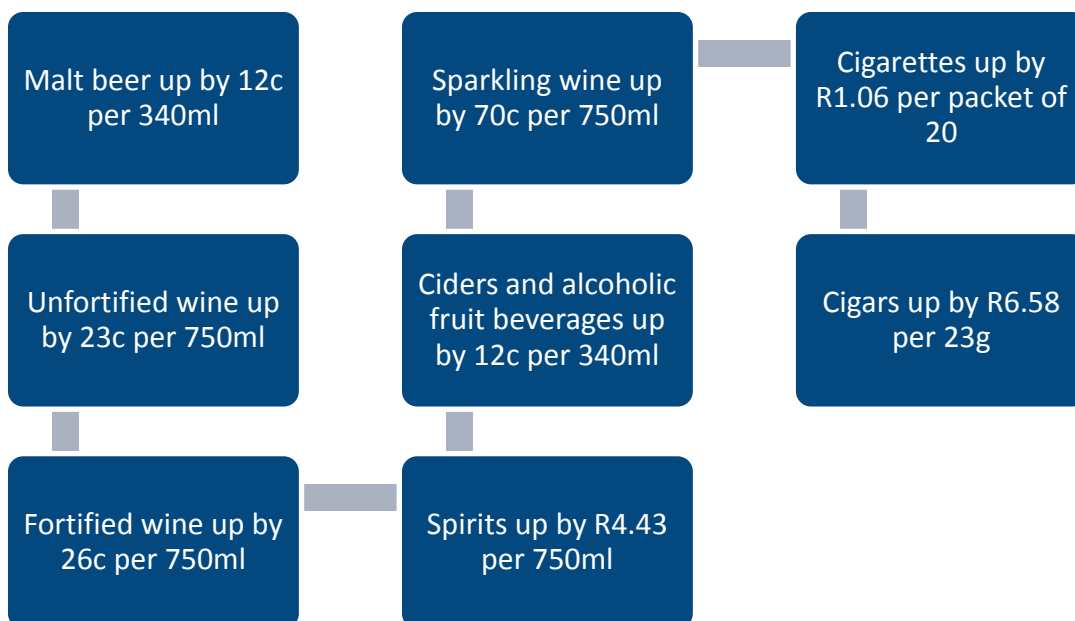 Malt beer up by 12c
per 340ml
Unfortified wine up
by 23c per 750ml
Fortified wine up by
26c per 750ml
Spirits up by R4.43
per 750ml
Ciders and alcoholic
fruit beverages up
by 12c per 340ml
Sparkling wine up
by 70c per 750ml
Cigarettes up by
R1.06 per packet of
20
Cigars up by R6.58
per 23g